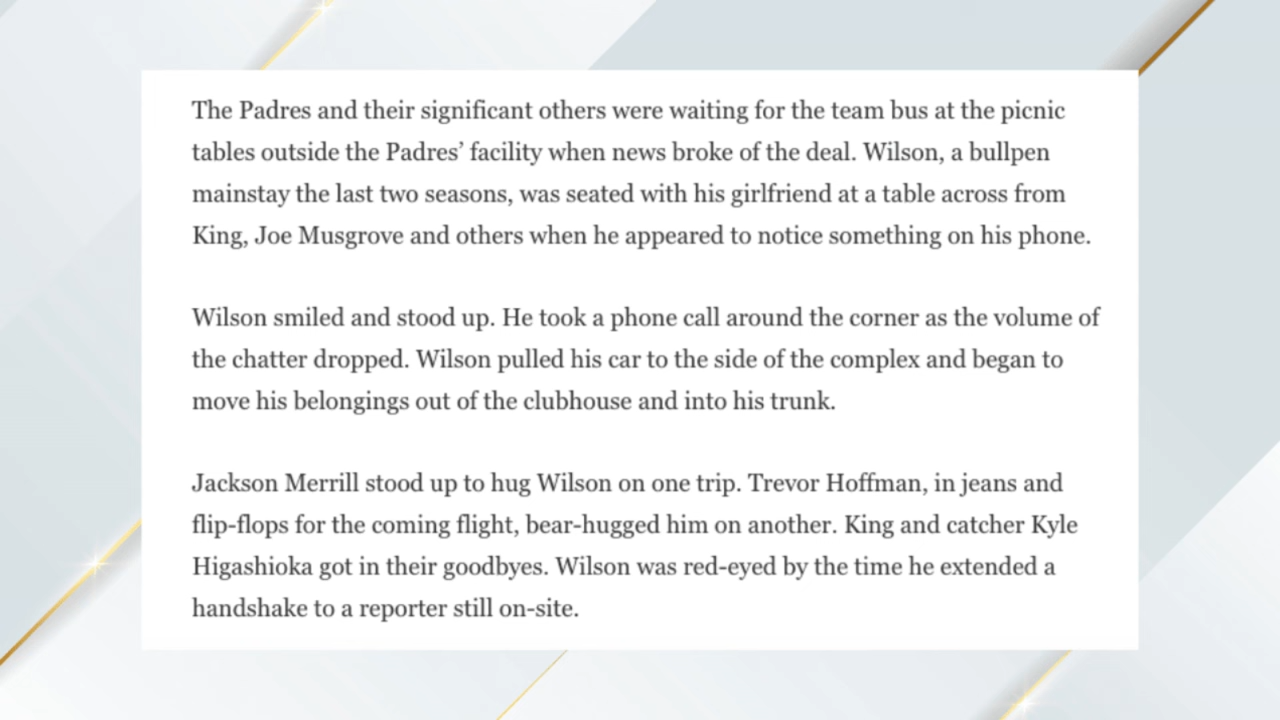 The Padres and their significant others were waiting for the team bus at the picnic
tables outside the Padres’ facility when news broke of the deal. Wilson, a bullpen
mainstay the last two seasons, was seated with his girlfriend at a table across from
King, Joe Musgrove and others when he appeared to notice something on his phone.
Wilson smiled and stood up. He took a phone call around the corner as the volume of
the chatter dropped. Wilson pulled his car to the side of the complex and began to
move his belongings out of the clubhouse and into his trunk.
Jackson Merrill stood up to hug Wilson on one trip. Trevor Hoffman, in jeans and
flip-flops for the coming flight, bear-hugged him on another. King and catcher Kyle
Higashioka got in their goodbyes. Wilson was red-eyed by the time he extended a
handshake to a reporter still on-site.